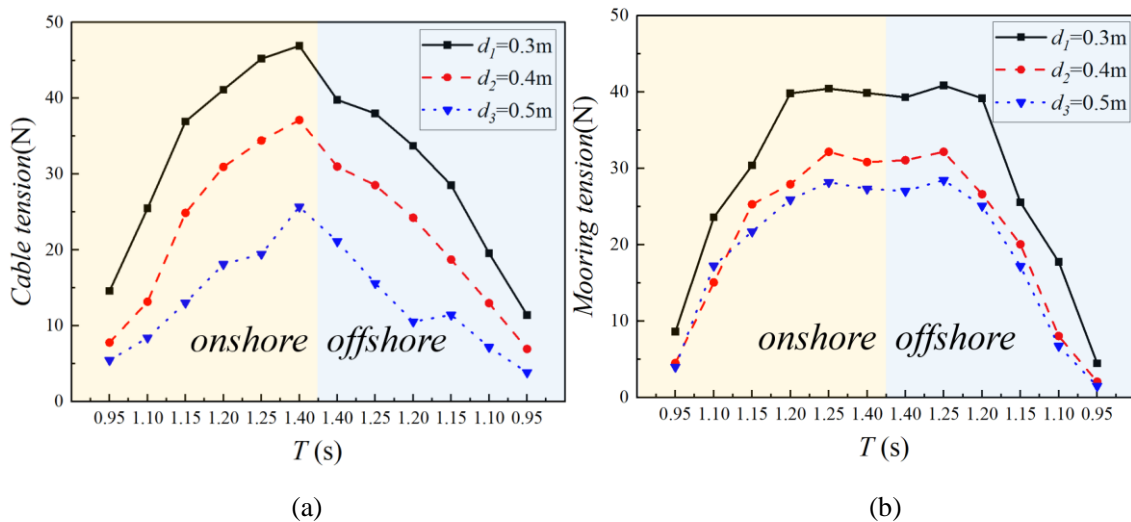 50
40
30
20
10
0
Cable tension(N)
d1=0.3m
d2=0.4m
d3=0.5m
onshore offshore
0.95 1.10 1.15 1.20 1.25 1.40 1.40 1.25 1.20 1.15 1.10 0.95
T (s)
(a)
50
40
30
20
10
0
Mooring tension(N)
d1=0.3m
d2=0.4m
d3=0.5m
onshore offshore
0.95 1.10 1.15 1.20 1.25 1.40 1.40 1.25 1.20 1.15 1.10 0.95
T (s)
(b)